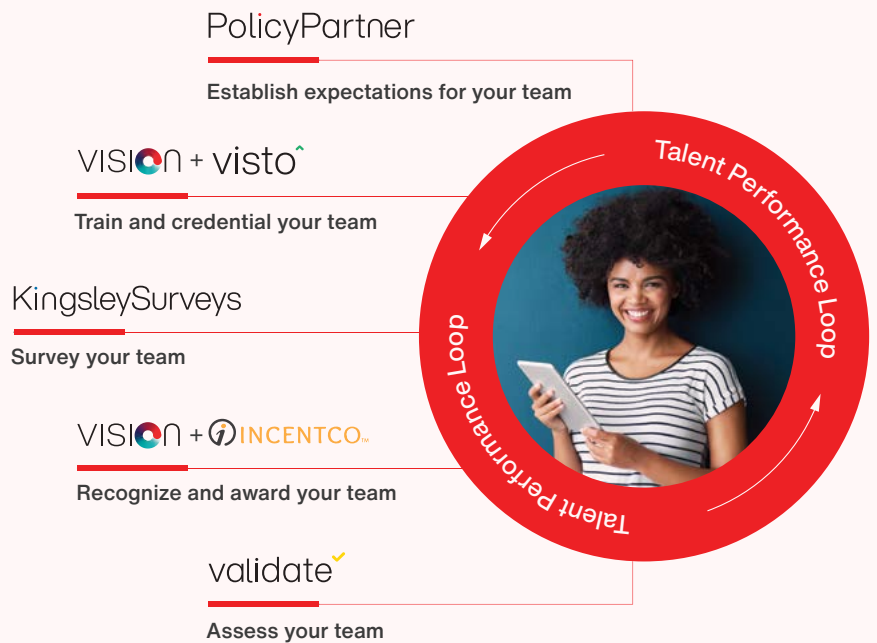 PolicyPartner
Establish expectations for your team
VISION + visto
Train and credential your team
KingsleySurveys
Survey your team
VISION + INCENTCO™
Recognize and award your team
validate
Assess your team
Talent Performance Loop
Talent Performance Loop